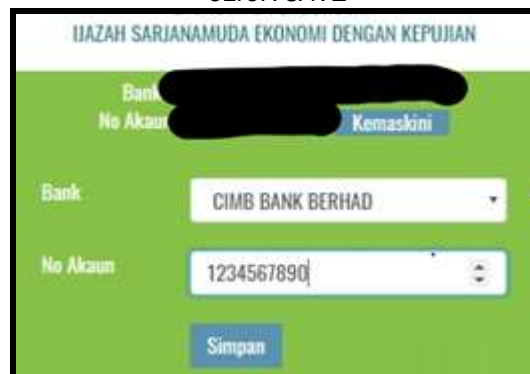 IJAZAH SARJANAMUDA EKONOMI DENGAN KEPUJIAN
Bank
No Akaun
Kemaskini
Bank
CIMB BANK BERHAD
No Akaun
1234567890
Simpan